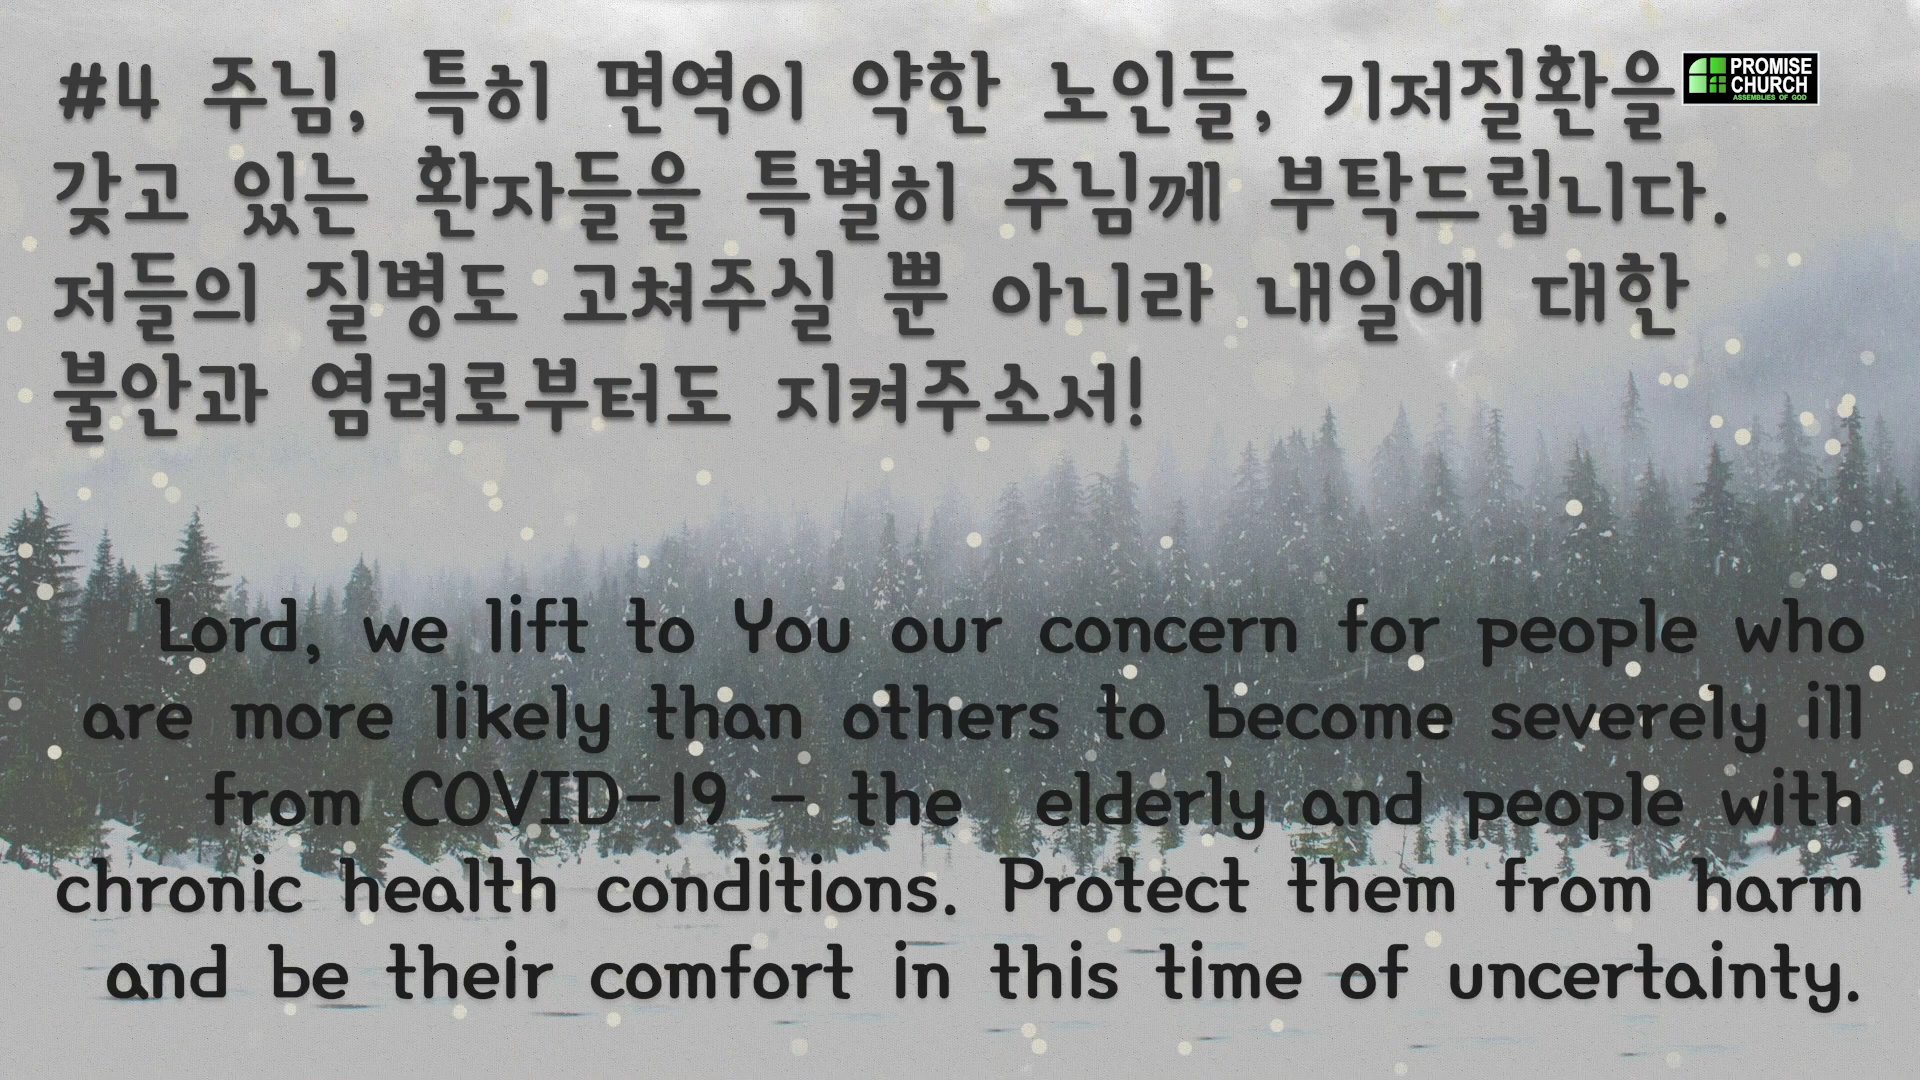 #4 주님, 특히 면역이 약한 노인들, 기저질환을
갖고 있는 환자들을 특별히 주님께 부탁드립니다.
저들의 질병도 고쳐주실 뿐 아니라 내일에 대한
불안과 염려로부터도 지켜주소서!
PROMISE
CHURCH
ASSEMBLIES OF GOD
Lord, we lift to You our concern for people who
are more likely than others to become severely ill
from COVID-19 - the elderly and people with
chronic health conditions. Protect them from harm
and be their comfort in this time of uncertainty.